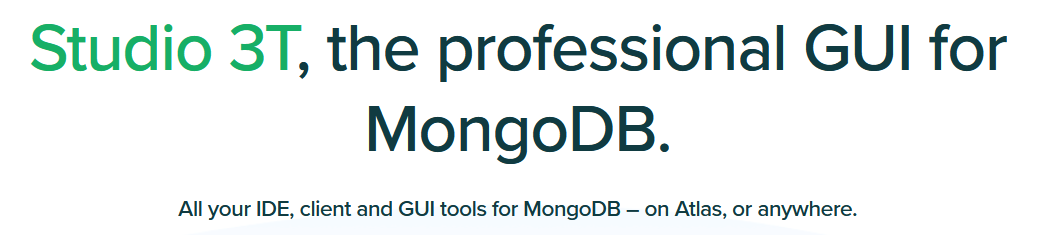 Studio 3T, the professional GUI for
MongoDB.
All your IDE, client and GUI tools for MongoDB – on Atlas, or anywhere.